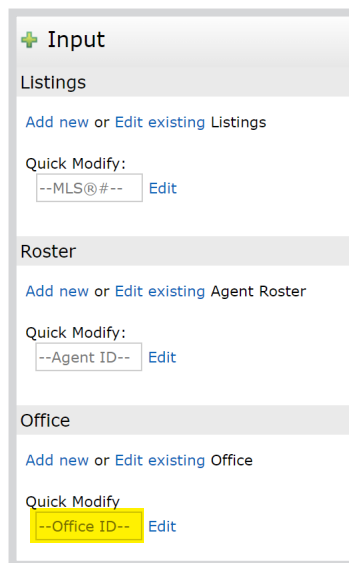 Input
Listings
Add new or Edit existing Listings
Quick Modify:
--MLS®#-- Edit
Roster
Add new or Edit existing Agent Roster
Quick Modify:
--Agent ID-- Edit
Office
Add new or Edit existing Office
Quick Modify
--Office ID-- Edit